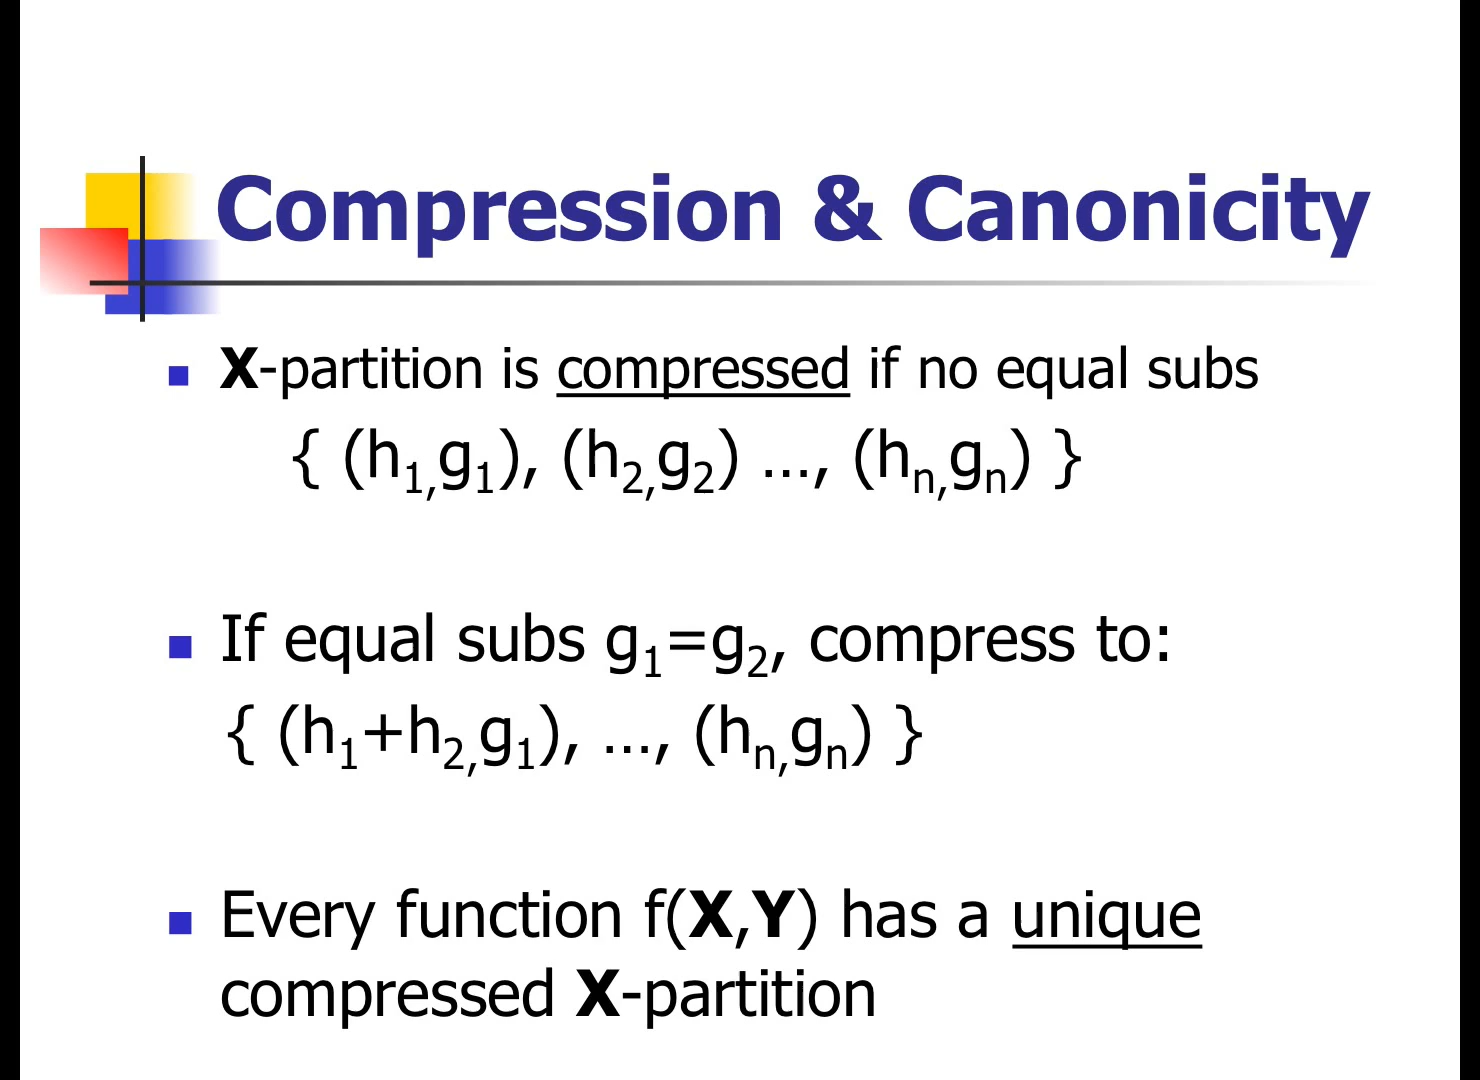 Compression & Canonicity
X-partition is compressed if no equal subs
{ (h₁,g₁), (h₂,g₂) …, (hₙ,gₙ) }
If equal subs g₁=g₂, compress to:
{ (h₁+h₂,g₁), …, (hₙ,gₙ) }
Every function f(X,Y) has a unique
compressed X-partition